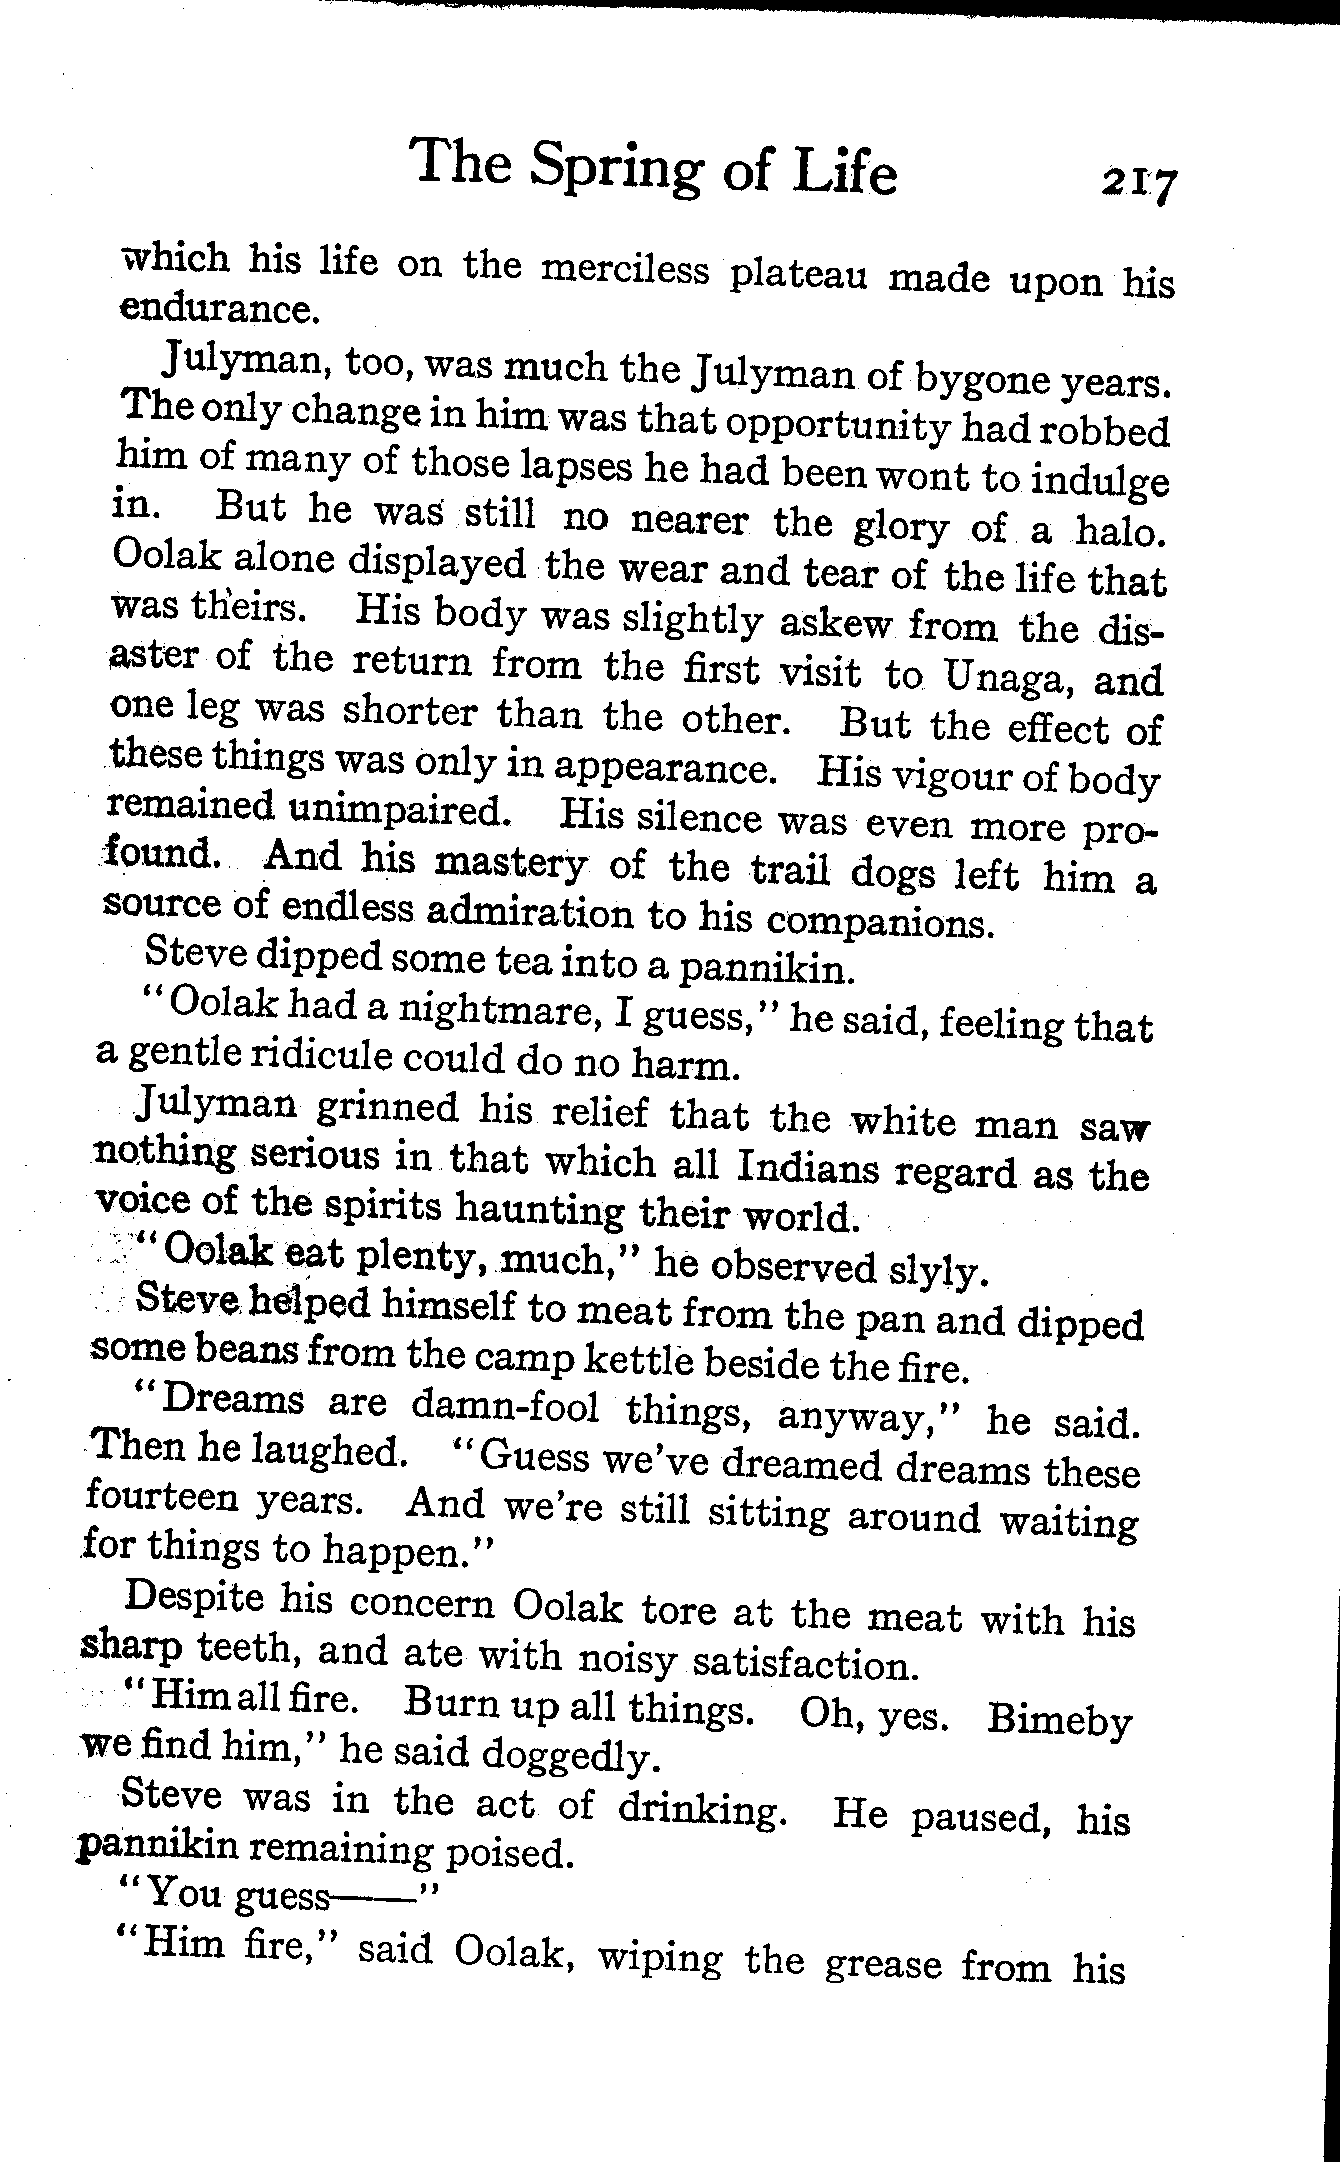 The Spring of Life 217
which his life on the merciless plateau made upon his
endurance.
Julyman, too, was much the Julyman of bygone years.
The only change in him was that opportunity had robbed
him of many of those lapses he had been wont to indulge
in. But he was still no nearer the glory of a halo.
Oolak alone displayed the wear and tear of the life that
was theirs. His body was slightly askew from the dis-
aster of the return from the first visit to Unaga, and
one leg was shorter than the other. But the effect of
these things was only in appearance. His vigour of body
remained unimpaired. His silence was even more pro-
found. And his mastery of the trail dogs left him a
source of endless admiration to his companions.
Steve dipped some tea into a pannikin.
"Oolak had a nightmare, I guess," he said, feeling that
a gentle ridicule could do no harm.
Julyman grinned his relief that the white man saw
nothing serious in that which all Indians regard as the
voice of the spirits haunting their world.
"Oolak eat plenty, much," he observed slyly.
Steve helped himself to meat from the pan and dipped
some beans from the camp kettle beside the fire.
"Dreams are damn-fool things, anyway," he said.
Then he laughed. "Guess we've dreamed dreams these
fourteen years. And we're still sitting around waiting
for things to happen."
Despite his concern Oolak tore at the meat with his
sharp teeth, and ate with noisy satisfaction.
"Him all fire. Burn up all things. Oh, yes. Bimeby
we find him," he said doggedly.
Steve was in the act of drinking. He paused, his
pannikin remaining poised.
"You guess——"
"Him fire," said Oolak, wiping the grease from his